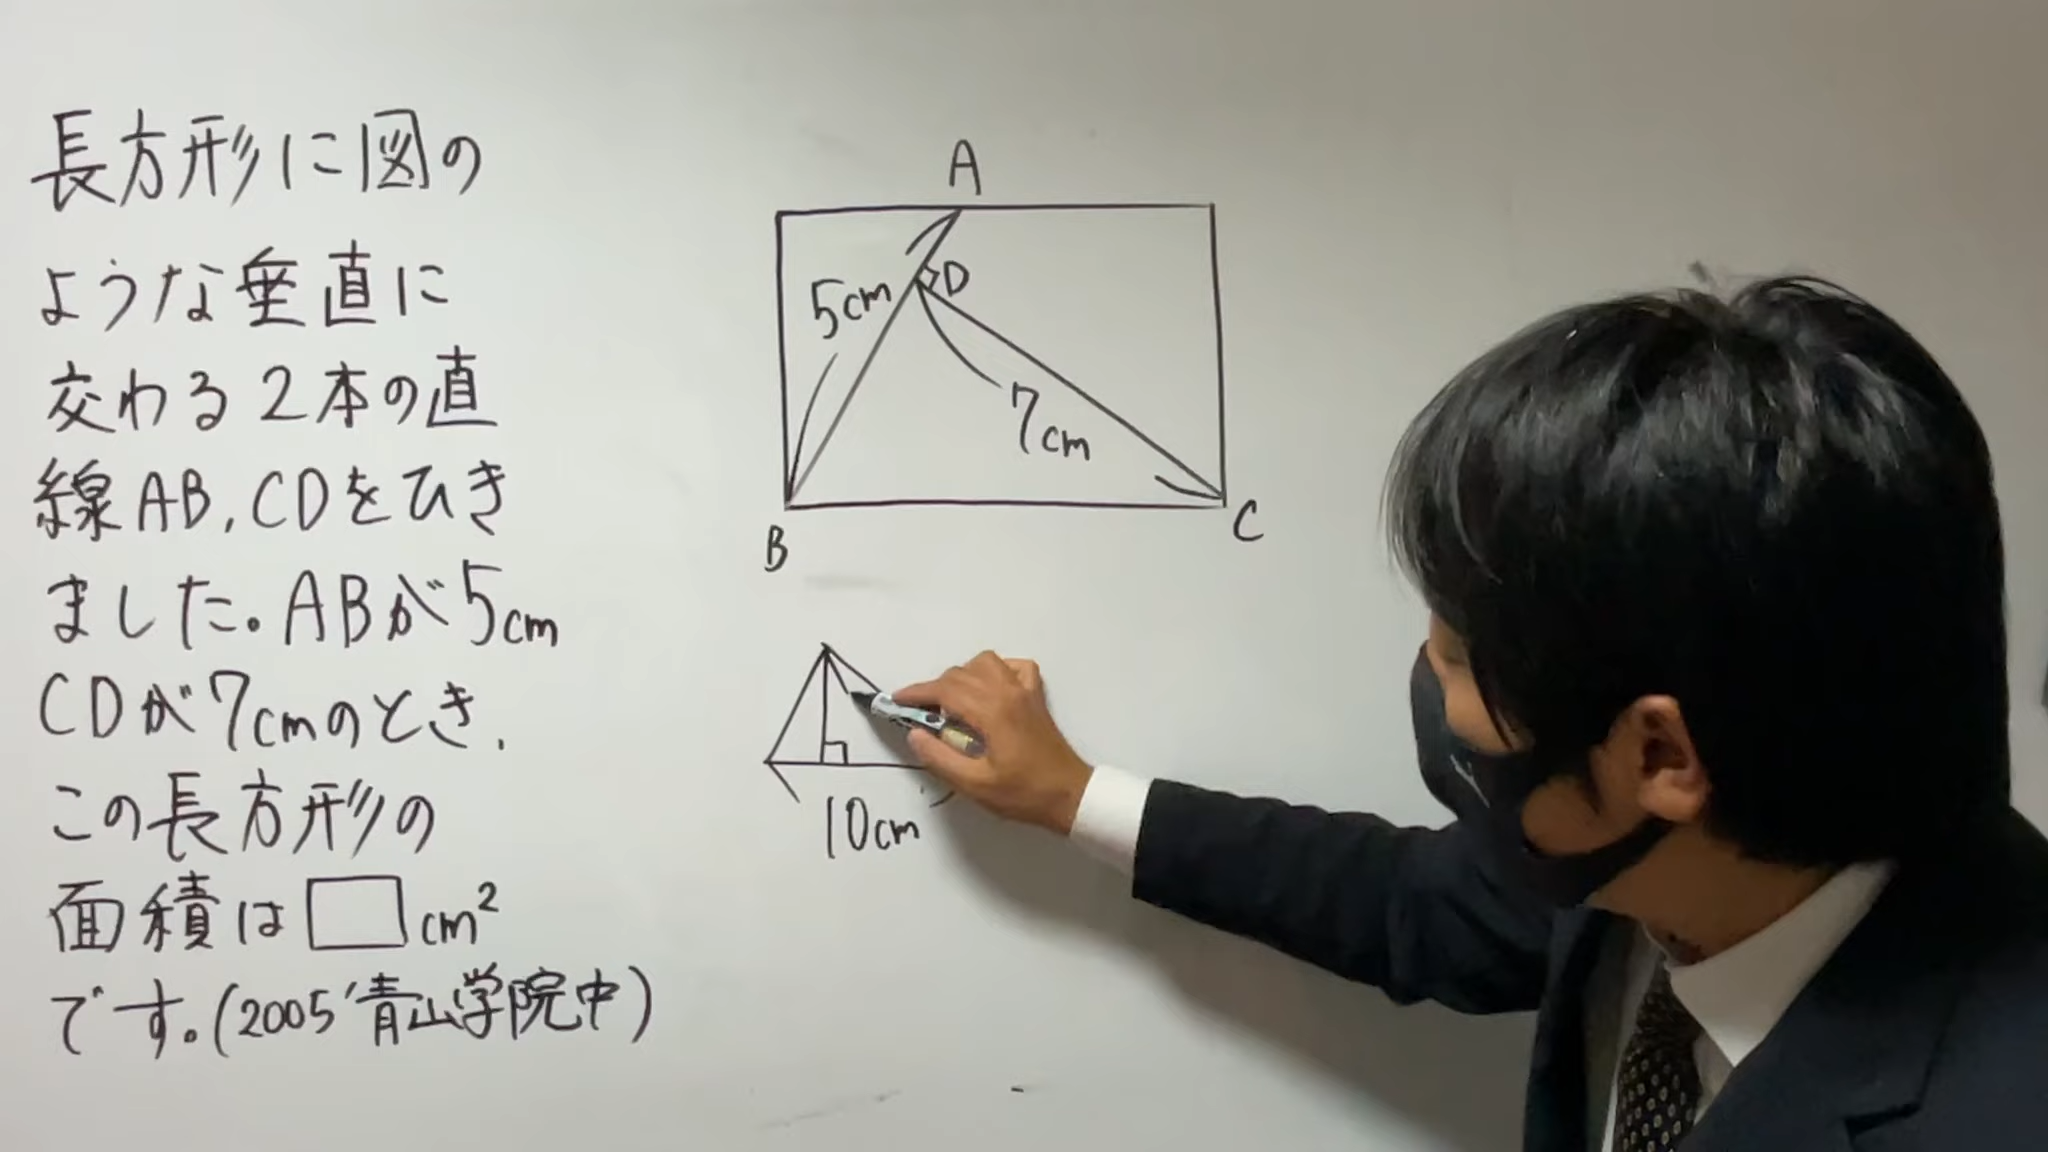 長方形に図の
ような垂直に
交わる2本の直
線AB,CDをひき
ました。ABが5cm
CDが7cmのとき,
この長方形の
面積は□cm²
です。(2005'青山学院中)
A
D
5cm
7cm
B
C
10cm